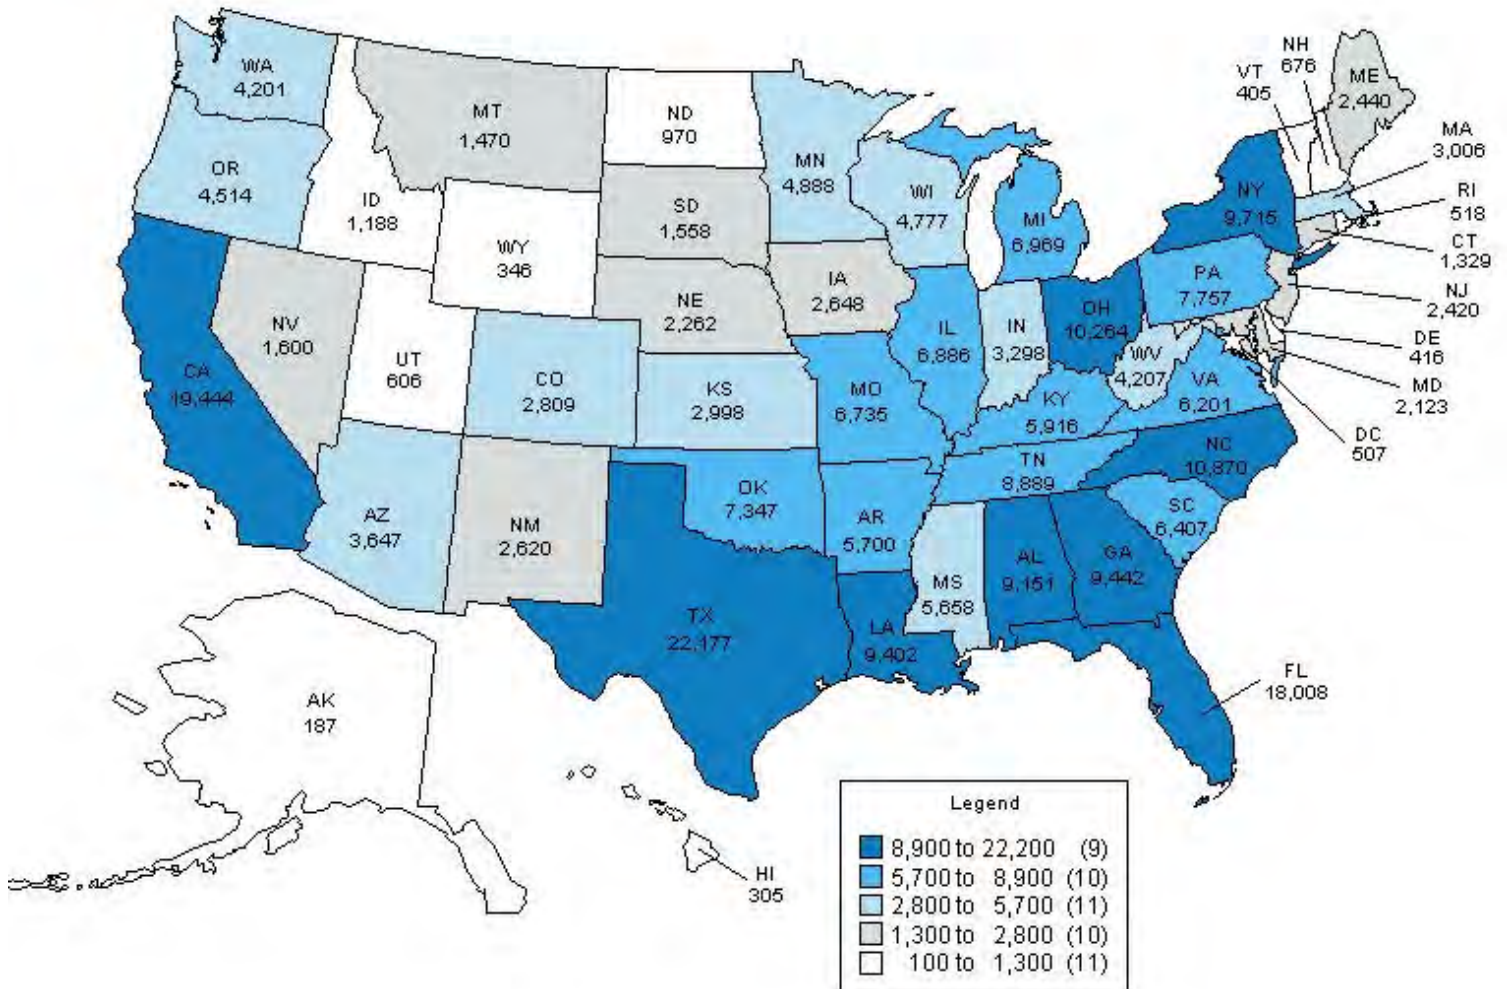 WA
4,201
OR
4,514
CA
19,444
ID
1,188
NV
1,600
MT
1,470
WY
346
UT
606
AZ
3,647
CO
2,809
NM
2,620
ND
970
SD
1,558
NE
2,262
KS
2,998
OK
7,347
TX
22,177
MN
4,888
IA
2,648
MO
6,735
AR
5,700
LA
9,402
WI
4,777
IL
6,886
MI
6,969
IN
3,298
OH
10,264
KY
5,916
TN
8,889
MS
5,658
AL
9,151
GA
9,442
FL
18,008
SC
6,407
NC
10,870
VA
6,201
WV
4,207
PA
7,757
NY
9,715
VT
405
NH
676
ME
2,440
MA
3,006
RI
518
CT
1,329
NJ
2,420
DE
416
MD
2,123
DC
507
AK
187
HI
305
Legend
8,900 to 22,200 (9)
5,700 to 8,900 (10)
2,800 to 5,700 (11)
1,300 to 2,800 (10)
100 to 1,300 (11)